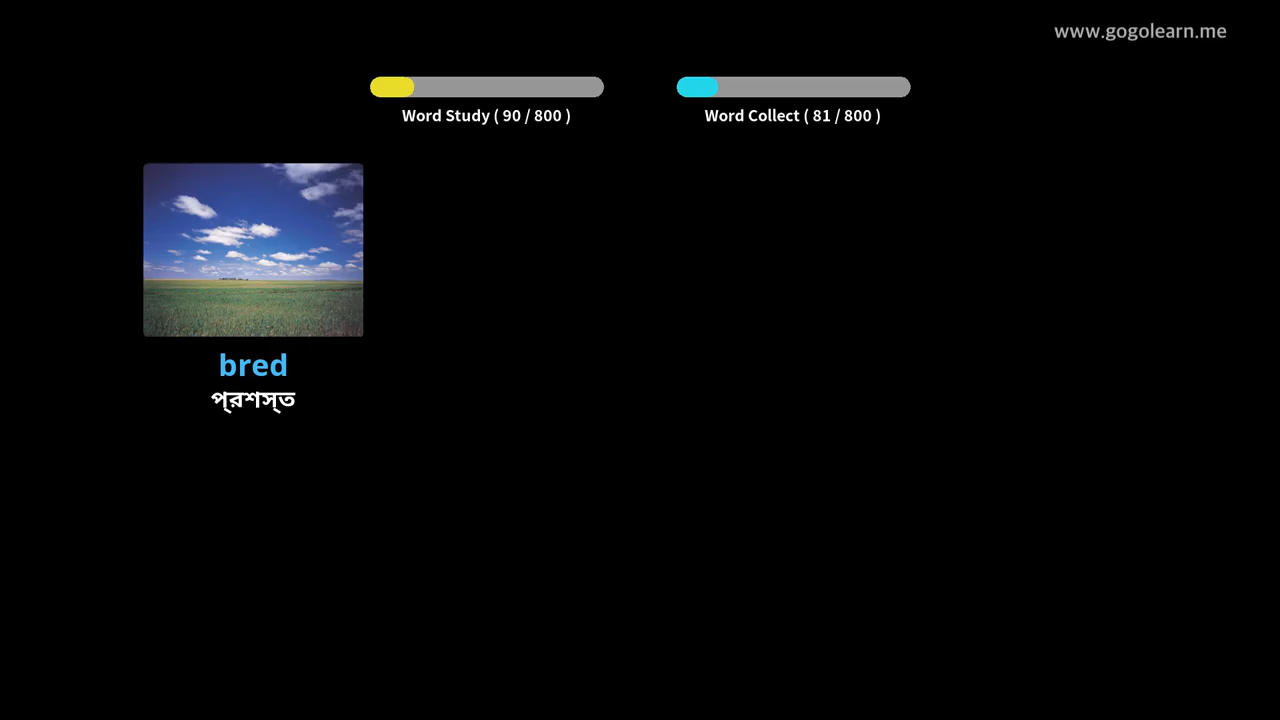 www.gogolearn.me
Word Study ( 90 / 800 )
Word Collect ( 81 / 800 )
bred
প্রশস্ত